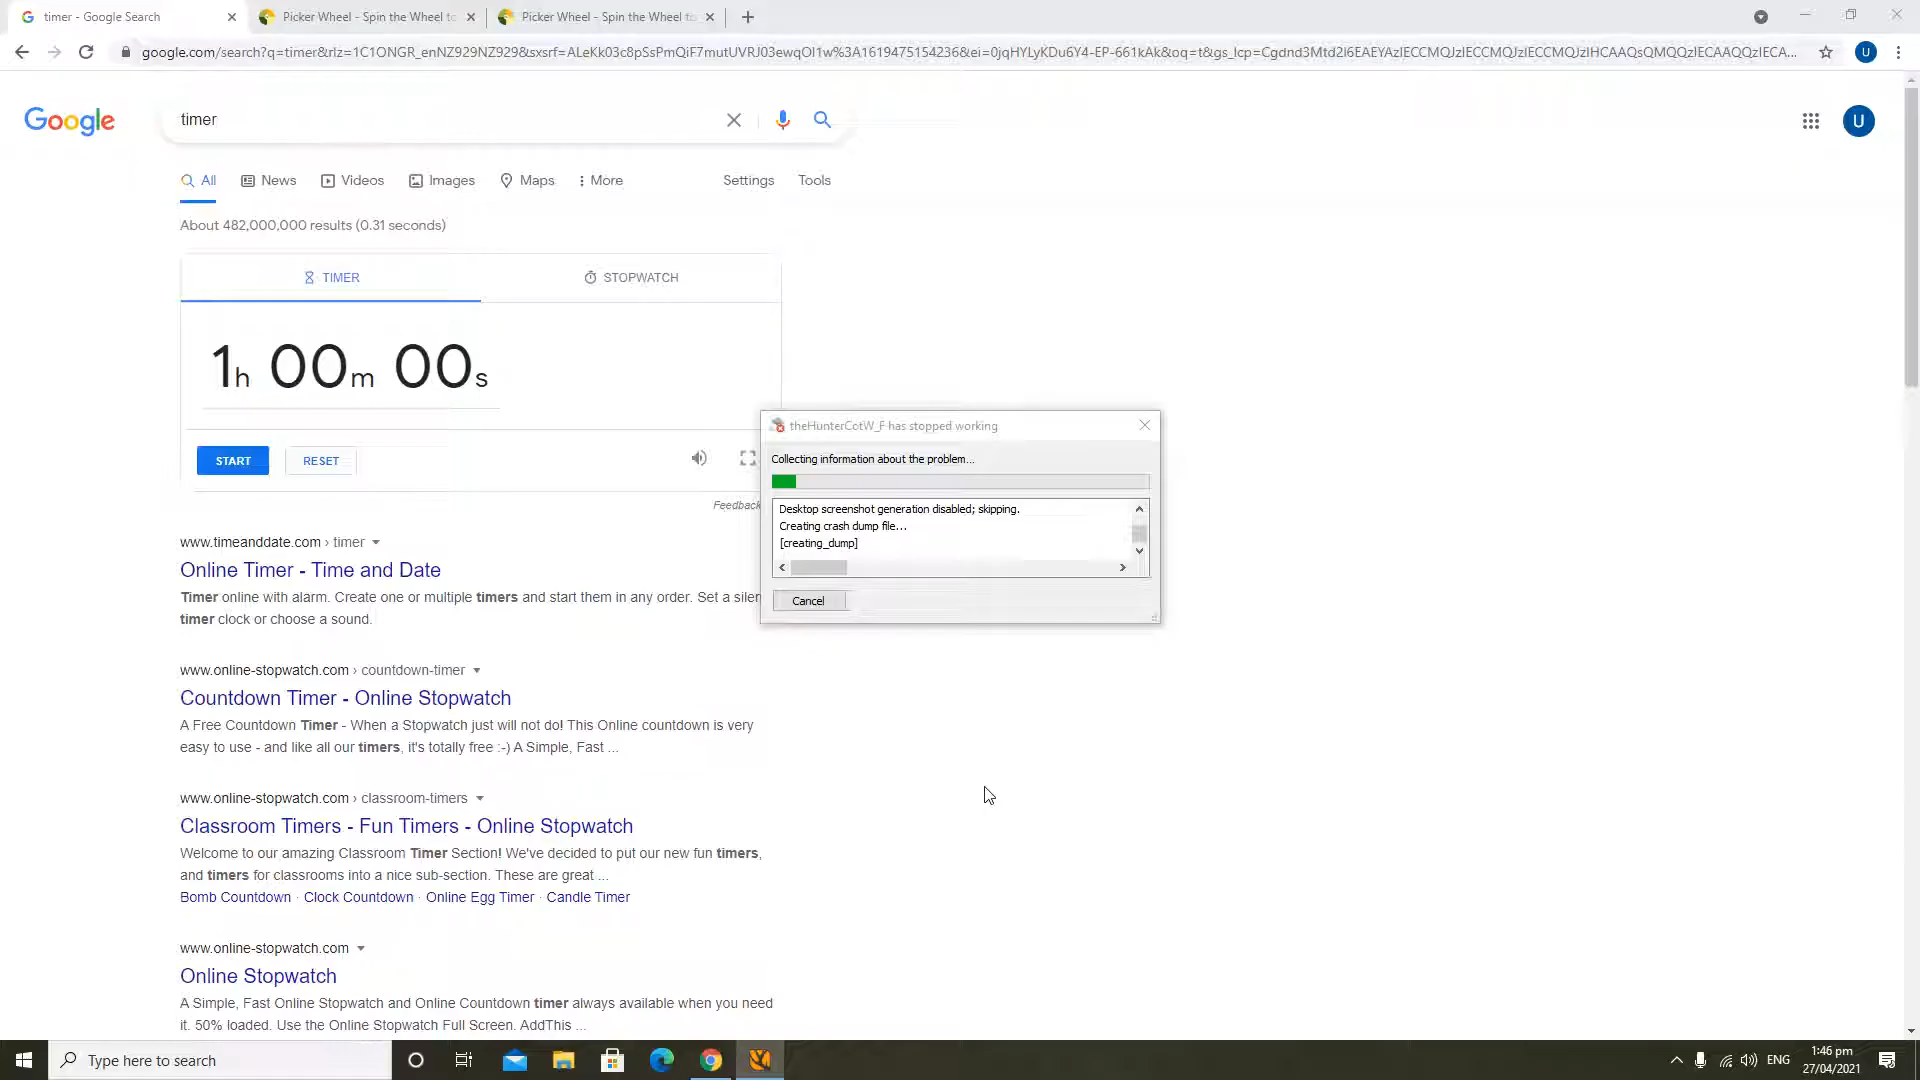 timer - Google Search
Picker Wheel - Spin the Wheel to
Picker Wheel - Spin the Wheel to
google.com/search?q=timer&rlz=1C1ONGR_enNZ929NZ929&sxsrf=ALeKk03c8pSsPmQiF7mutUVRJ03ewqOI1w%3A1619475154236&ei=0jqHYLyKDu6Y4-EP-661kAk&oq=t&gs_lcp=Cgdnd3Mtd2l6EAEYAzIECCMQJzIECCMQJzIECCMQJzIHCAAQsQMQQzIECAAQQzIECA...
U
Google
timer
U
All
News
Videos
Images
Maps
More
Settings
Tools
About 482,000,000 results (0.31 seconds)
TIMER
STOPWATCH
1h 00m 00s
START
RESET
Feedback
theHunterCotW_F has stopped working
Collecting information about the problem...
Desktop screenshot generation disabled; skipping.
Creating crash dump file...
[creating_dump]
Cancel
www.timeanddate.com › timer
Online Timer - Time and Date
Timer online with alarm. Create one or multiple timers and start them in any order. Set a silen
timer clock or choose a sound.
www.online-stopwatch.com › countdown-timer
Countdown Timer - Online Stopwatch
A Free Countdown Timer - When a Stopwatch just will not do! This Online countdown is very
easy to use - and like all our timers, it's totally free :-) A Simple, Fast ...
www.online-stopwatch.com › classroom-timers
Classroom Timers - Fun Timers - Online Stopwatch
Welcome to our amazing Classroom Timer Section! We've decided to put our new fun timers,
and timers for classrooms into a nice sub-section. These are great ...
Bomb Countdown · Clock Countdown · Online Egg Timer · Candle Timer
www.online-stopwatch.com
Online Stopwatch
A Simple, Fast Online Stopwatch and Online Countdown timer always available when you need
it. 50% loaded. Use the Online Stopwatch Full Screen. AddThis ...
Type here to search
ENG
1:46 pm
27/04/2021